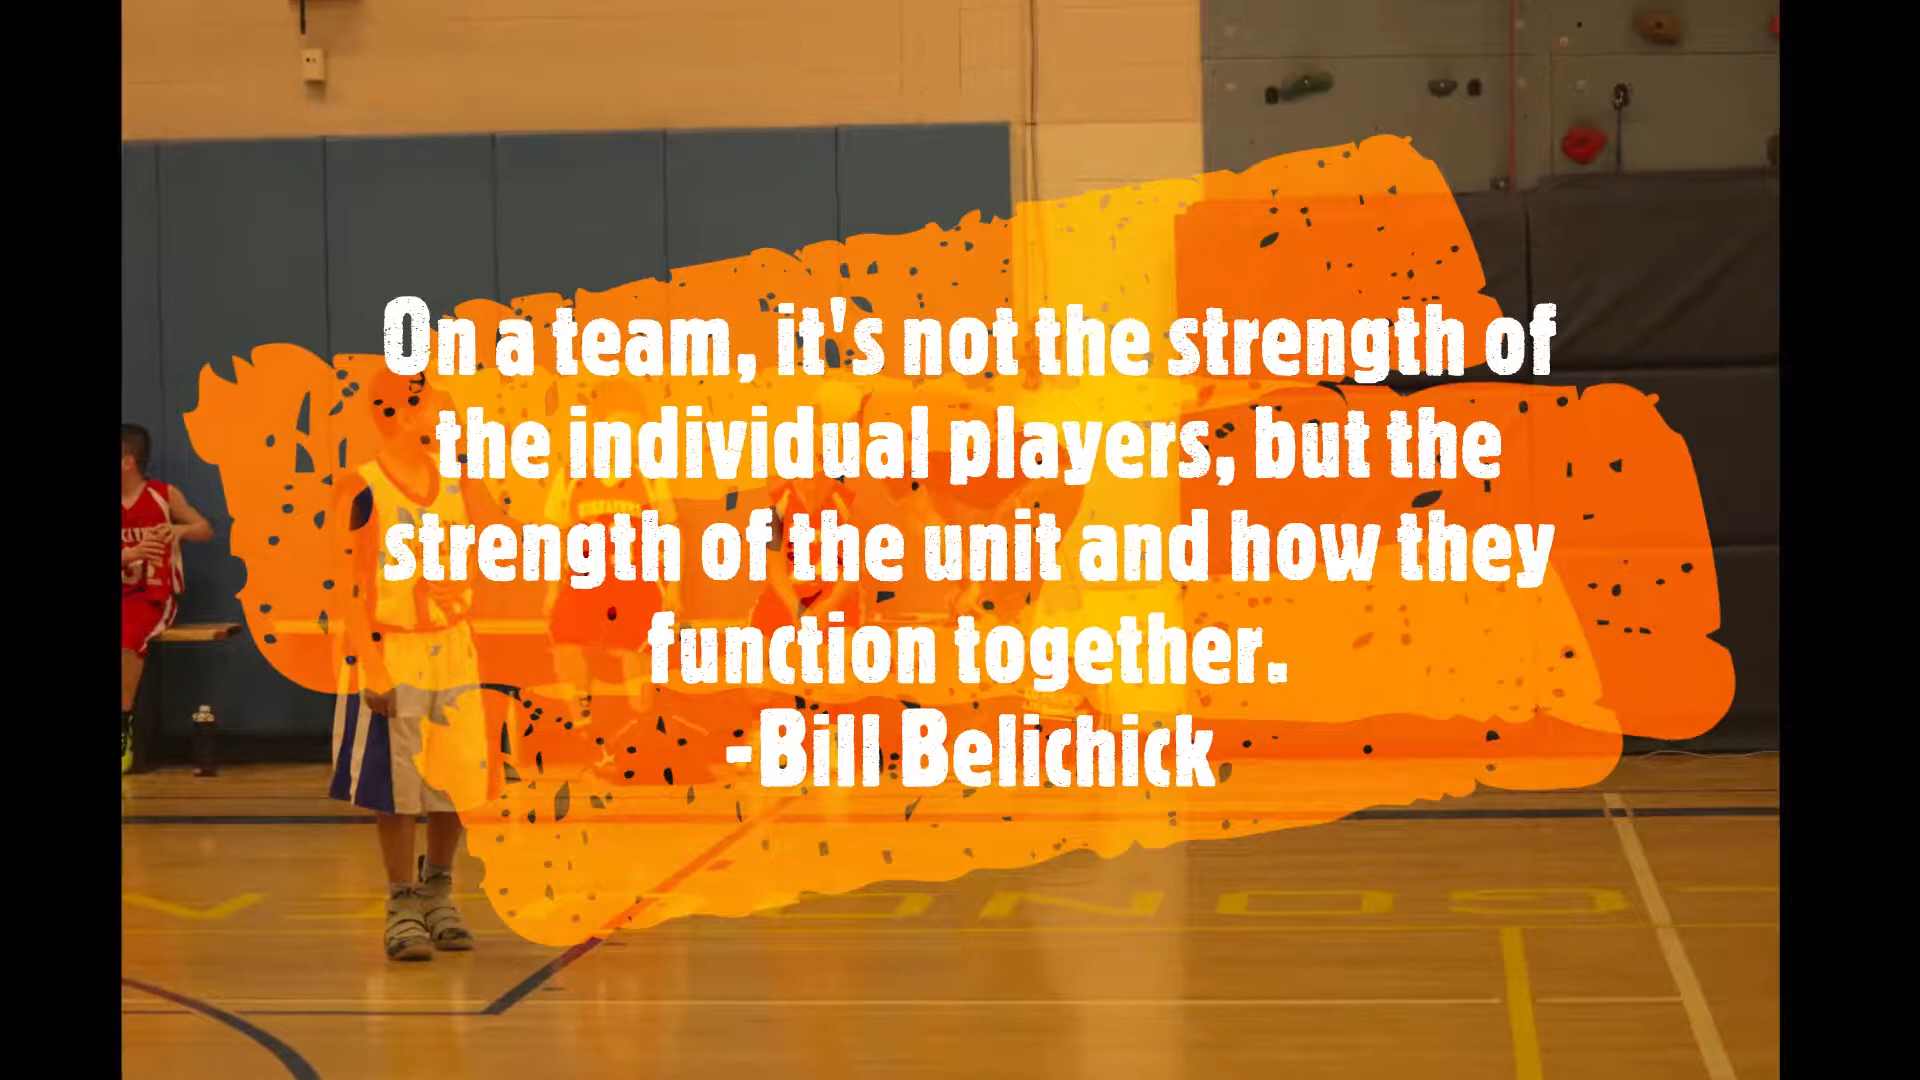 On a team, it's not the strength of
the individual players, but the
strength of the unit and how they
function together.
-Bill Belichick